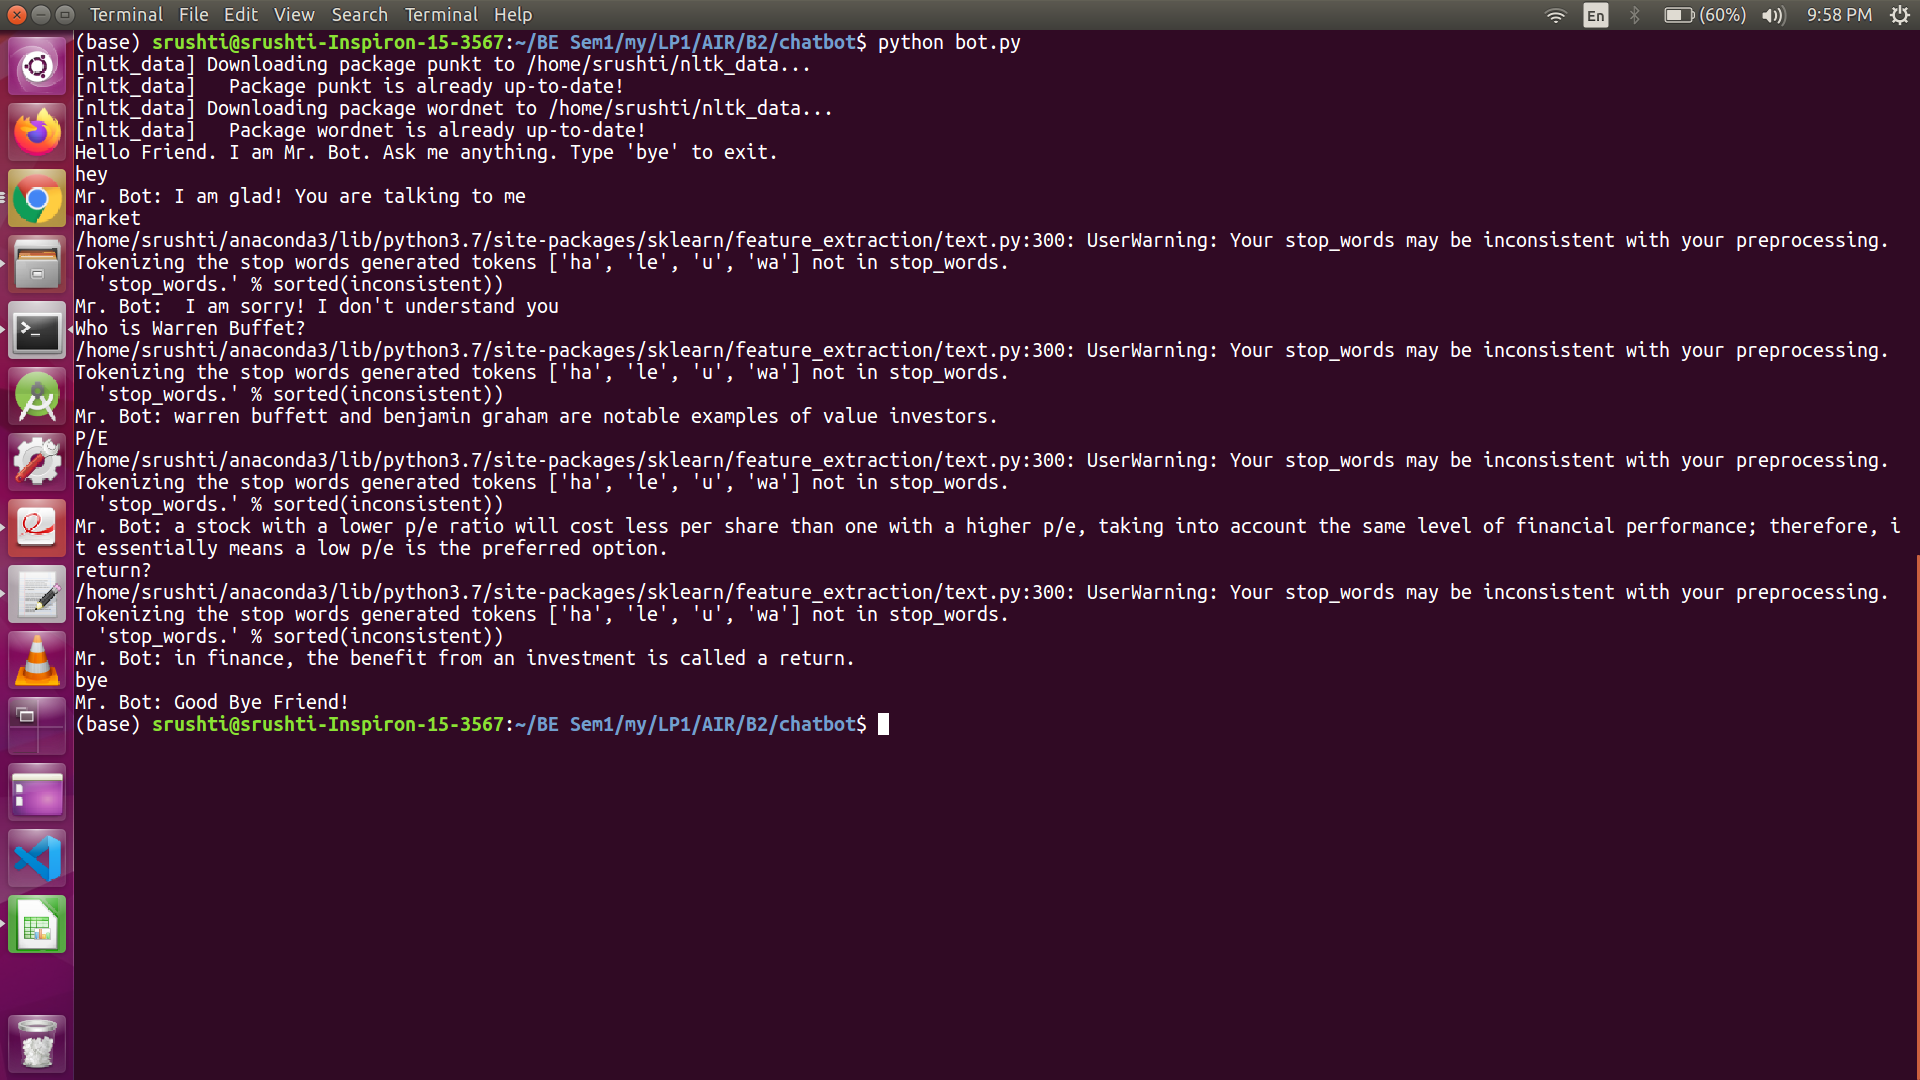 Terminal File Edit View Search Terminal Help En (60%) 9:58 PM
(base) srushti@srushti-Inspiron-15-3567:~/BE Sem1/my/LP1/AIR/B2/chatbot$ python bot.py
[nltk_data] Downloading package punkt to /home/srushti/nltk_data...
[nltk_data]   Package punkt is already up-to-date!
[nltk_data] Downloading package wordnet to /home/srushti/nltk_data...
[nltk_data]   Package wordnet is already up-to-date!
Hello Friend. I am Mr. Bot. Ask me anything. Type 'bye' to exit.
hey
Mr. Bot: I am glad! You are talking to me
market
/home/srushti/anaconda3/lib/python3.7/site-packages/sklearn/feature_extraction/text.py:300: UserWarning: Your stop_words may be inconsistent with your preprocessing.
Tokenizing the stop words generated tokens ['ha', 'le', 'u', 'wa'] not in stop_words.
  'stop_words.' % sorted(inconsistent))
Mr. Bot:  I am sorry! I don't understand you
Who is Warren Buffet?
/home/srushti/anaconda3/lib/python3.7/site-packages/sklearn/feature_extraction/text.py:300: UserWarning: Your stop_words may be inconsistent with your preprocessing.
Tokenizing the stop words generated tokens ['ha', 'le', 'u', 'wa'] not in stop_words.
  'stop_words.' % sorted(inconsistent))
Mr. Bot: warren buffett and benjamin graham are notable examples of value investors.
P/E
/home/srushti/anaconda3/lib/python3.7/site-packages/sklearn/feature_extraction/text.py:300: UserWarning: Your stop_words may be inconsistent with your preprocessing.
Tokenizing the stop words generated tokens ['ha', 'le', 'u', 'wa'] not in stop_words.
  'stop_words.' % sorted(inconsistent))
Mr. Bot: a stock with a lower p/e ratio will cost less per share than one with a higher p/e, taking into account the same level of financial performance; therefore, i
t essentially means a low p/e is the preferred option.
return?
/home/srushti/anaconda3/lib/python3.7/site-packages/sklearn/feature_extraction/text.py:300: UserWarning: Your stop_words may be inconsistent with your preprocessing.
Tokenizing the stop words generated tokens ['ha', 'le', 'u', 'wa'] not in stop_words.
  'stop_words.' % sorted(inconsistent))
Mr. Bot: in finance, the benefit from an investment is called a return.
bye
Mr. Bot: Good Bye Friend!
(base) srushti@srushti-Inspiron-15-3567:~/BE Sem1/my/LP1/AIR/B2/chatbot$